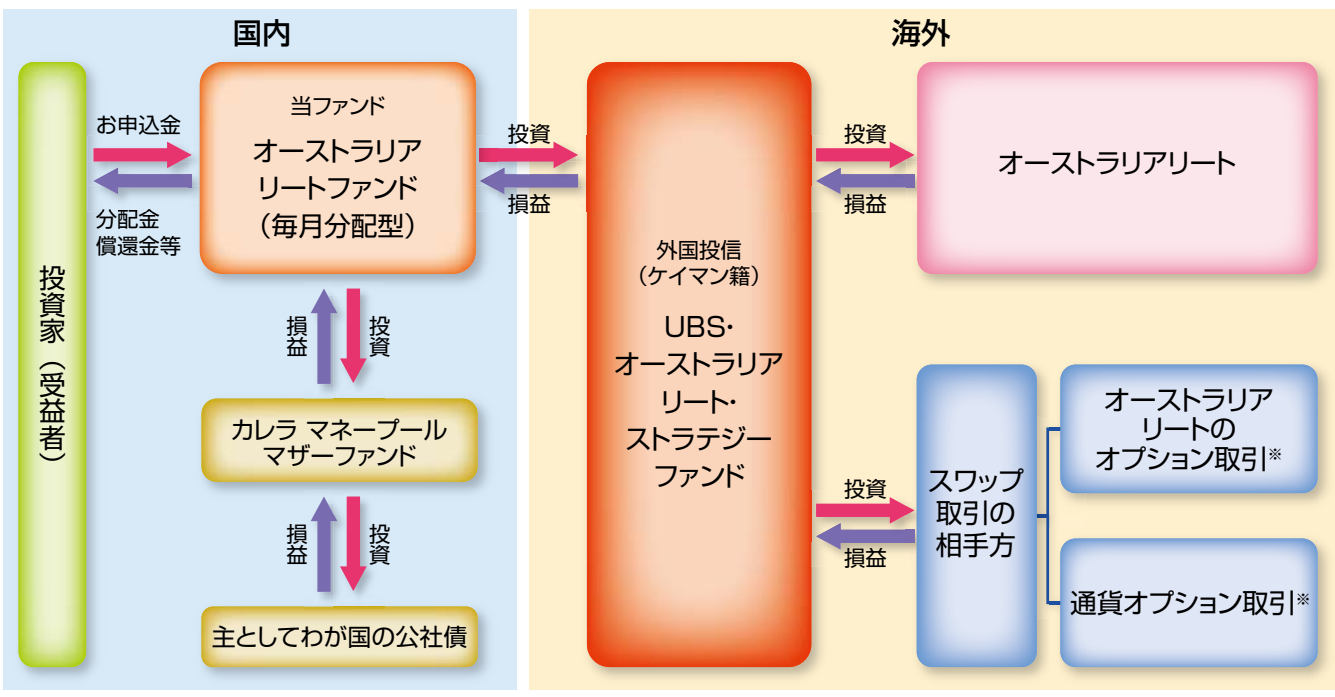 国内
投資家（受益者）
お申込金
分配金
償還金等
当ファンド
オーストラリア
リートファンド
（毎月分配型）
損益
投資
カレラ マネープール
マザーファンド
損益
投資
主としてわが国の公社債
投資
損益
海外
外国投信
（ケイマン籍）
UBS・
オーストラリア
リート・
ストラテジー
ファンド
投資
損益
オーストラリアリート
投資
損益
スワップ
取引の
相手方
オーストラリア
リートの
オプション取引※
通貨オプション取引※